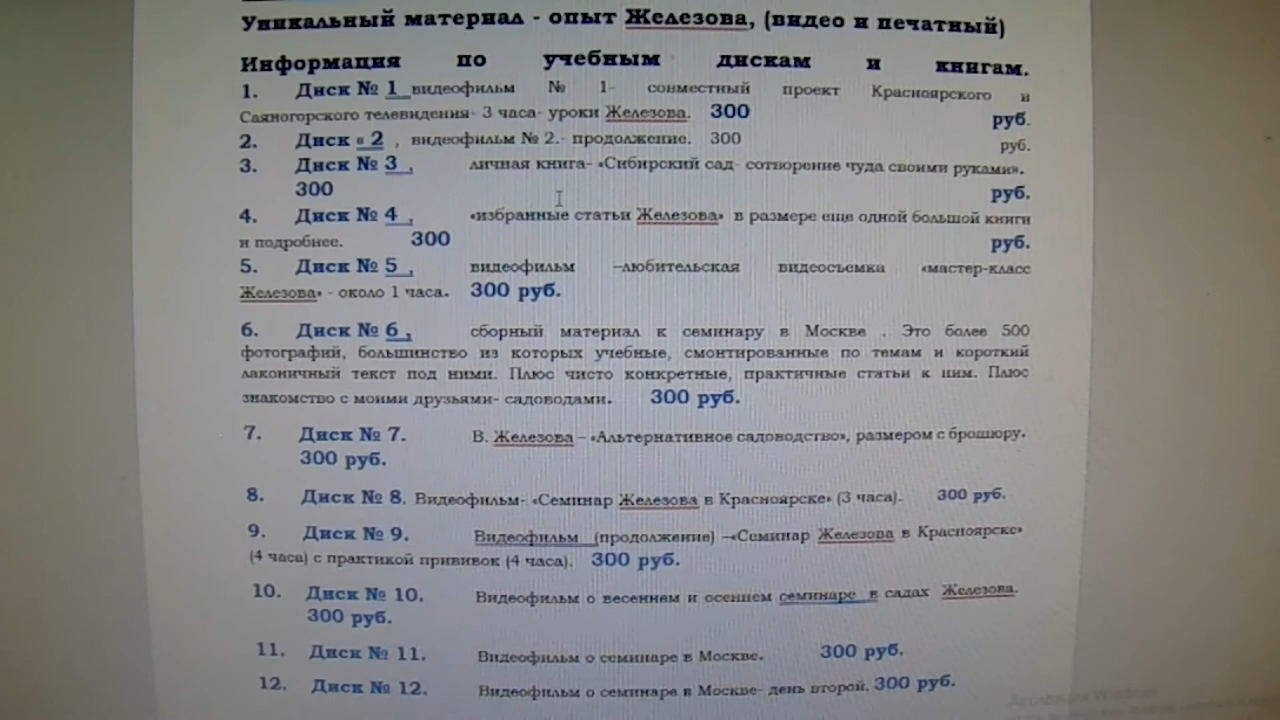 Уникальный материал - опыт Железова, (видео и печатный)
Информация по учебным дискам и книгам.
1. Диск № 1 видеофильм № 1- совместный проект Красноярского и
Саяногорского телевидения- 3 часа- уроки Железова. 300 руб.
2. Диск « 2 , видеофильм № 2.- продолжение. 300 руб.
3. Диск № 3 , личная книга- «Сибирский сад- сотворение чуда своими руками».
300 руб.
4. Диск № 4 , «избранные статьи Железова» в размере еще одной большой книги
и подробнее. 300 руб.
5. Диск № 5 , видеофильм –любительская видеосъемка «мастер-класс
Железова» - около 1 часа. 300 руб.
6. Диск № 6 , сборный материал к семинару в Москве . Это более 500
фотографий, большинство из которых учебные, смонтированные по темам и короткий
лаконичный текст под ними. Плюс чисто конкретные, практичные статьи к ним. Плюс
знакомство с моими друзьями- садоводами. 300 руб.
7. Диск № 7. В. Железова – «Альтернативное садоводство», размером с брошюру.
300 руб.
8. Диск № 8. Видеофильм- «Семинар Железова в Красноярске» (3 часа). 300 руб.
9. Диск № 9. Видеофильм (продолжение) –«Семинар Железова в Красноярске»
(4 часа) с практикой прививок (4 часа). 300 руб.
10. Диск № 10. Видеофильм о весеннем и осеннем семинаре в садах Железова.
300 руб.
11. Диск № 11. Видеофильм о семинаре в Москве. 300 руб.
12. Диск № 12. Видеофильм о семинаре в Москве- день второй. 300 руб.
Активация Windows